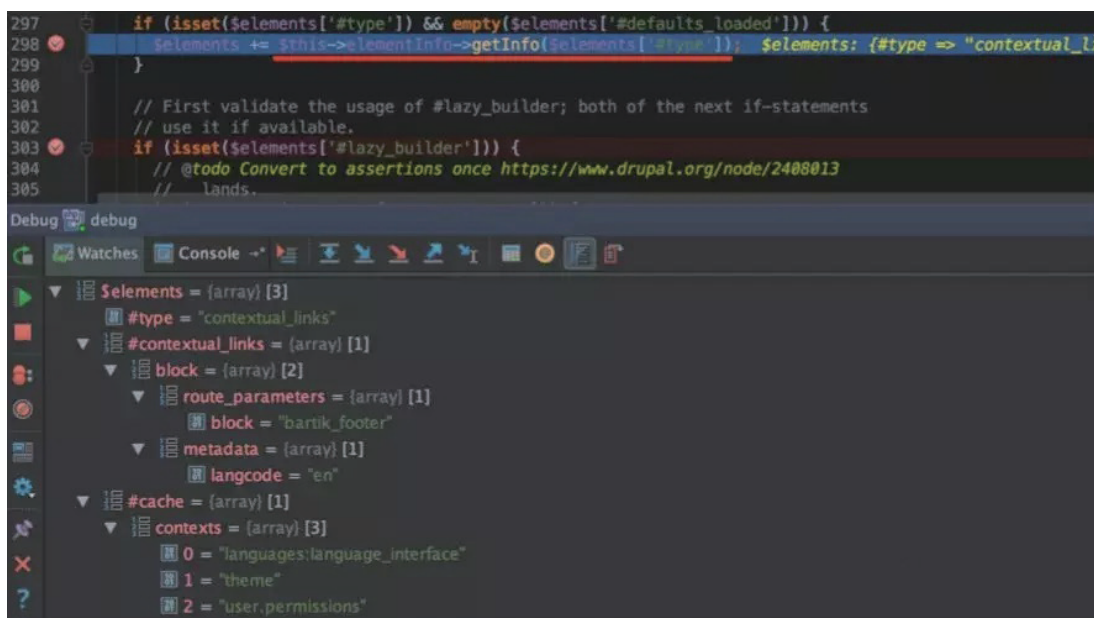 297 if (isset($elements['#type']) && empty($elements['#defaults_loaded'])) {
298 $elements += $this->elementInfo->getInfo($elements['#type']); $elements: {#type => "contextual_li
299 }
300
301 // First validate the usage of #lazy_builder; both of the next if-statements
302 // use it if available.
303 if (isset($elements['#lazy_builder'])) {
304 // @todo Convert to assertions once https://www.drupal.org/node/2408013
305 // lands.
Debug debug
Watches Console
$elements = {array} [3]
#type = "contextual_links"
#contextual_links = {array} [1]
block = {array} [2]
route_parameters = {array} [1]
block = "bartik_footer"
metadata = {array} [1]
langcode = "en"
#cache = {array} [1]
contexts = {array} [3]
0 = "languages:language_interface"
1 = "theme"
2 = "user.permissions"